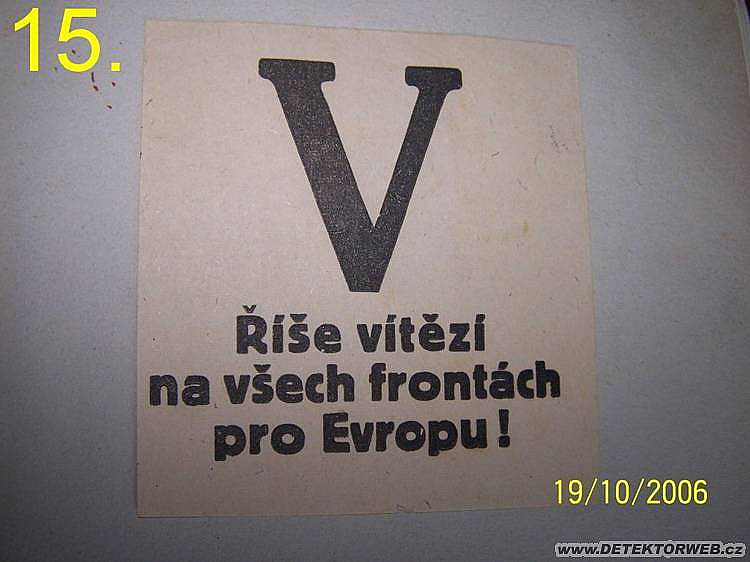 15.
V
Říše vítězí
na všech frontách
pro Evropu!
19/10/2006
www.DETEKTORWEB.cz